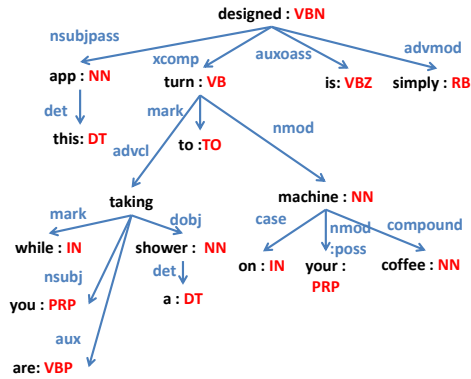 designed : VBN
nsubjpass xcomp auxoass advmod
app : NN turn : VB is: VBZ simply : RB
det mark nmod
this: DT advcl to :TO
taking machine : NN
mark dobj case nmod :poss compound
while : IN shower : NN on : IN your : PRP coffee : NN
nsubj det
you : PRP a : DT
aux
are: VBP